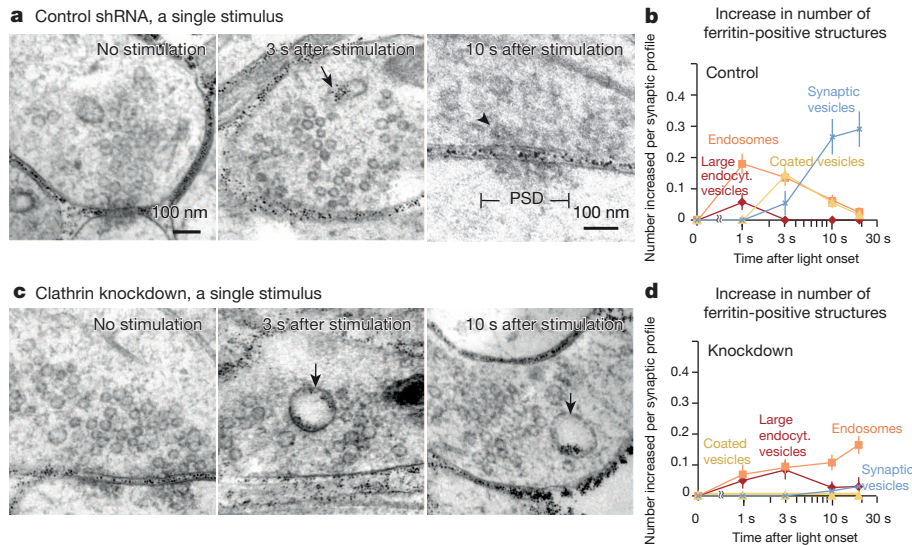 a Control shRNA, a single stimulus
No stimulation
100 nm
3 s after stimulation
10 s after stimulation
PSD
100 nm
b Increase in number of
ferritin-positive structures
Number increased per synaptic profile
0.4
0.3
0.2
0.1
0
Control
Synaptic
vesicles
Endosomes
Large
endocyt.
vesicles
Coated vesicles
0 1 s 3 s 10 s 30 s
Time after light onset
c Clathrin knockdown, a single stimulus
No stimulation
3 s after stimulation
10 s after stimulation
d Increase in number of
ferritin-positive structures
Number increased per synaptic profile
0.4
0.3
0.2
0.1
0
Knockdown
Coated
vesicles
Large
endocyt.
vesicles
Endosomes
Synaptic
vesicles
0 1 s 3 s 10 s 30 s
Time after light onset